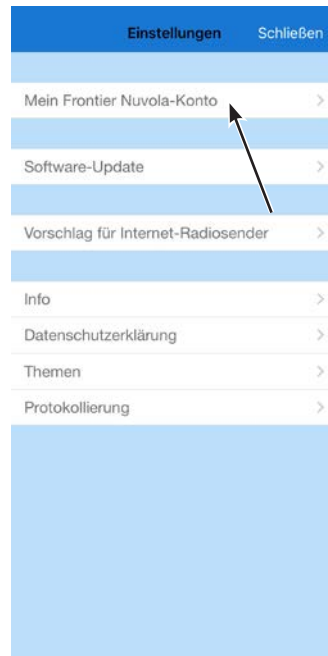 Einstellungen Schließen
Mein Frontier Nuvola-Konto
Software-Update
Vorschlag für Internet-Radiosender
Info
Datenschutzerklärung
Themen
Protokollierung